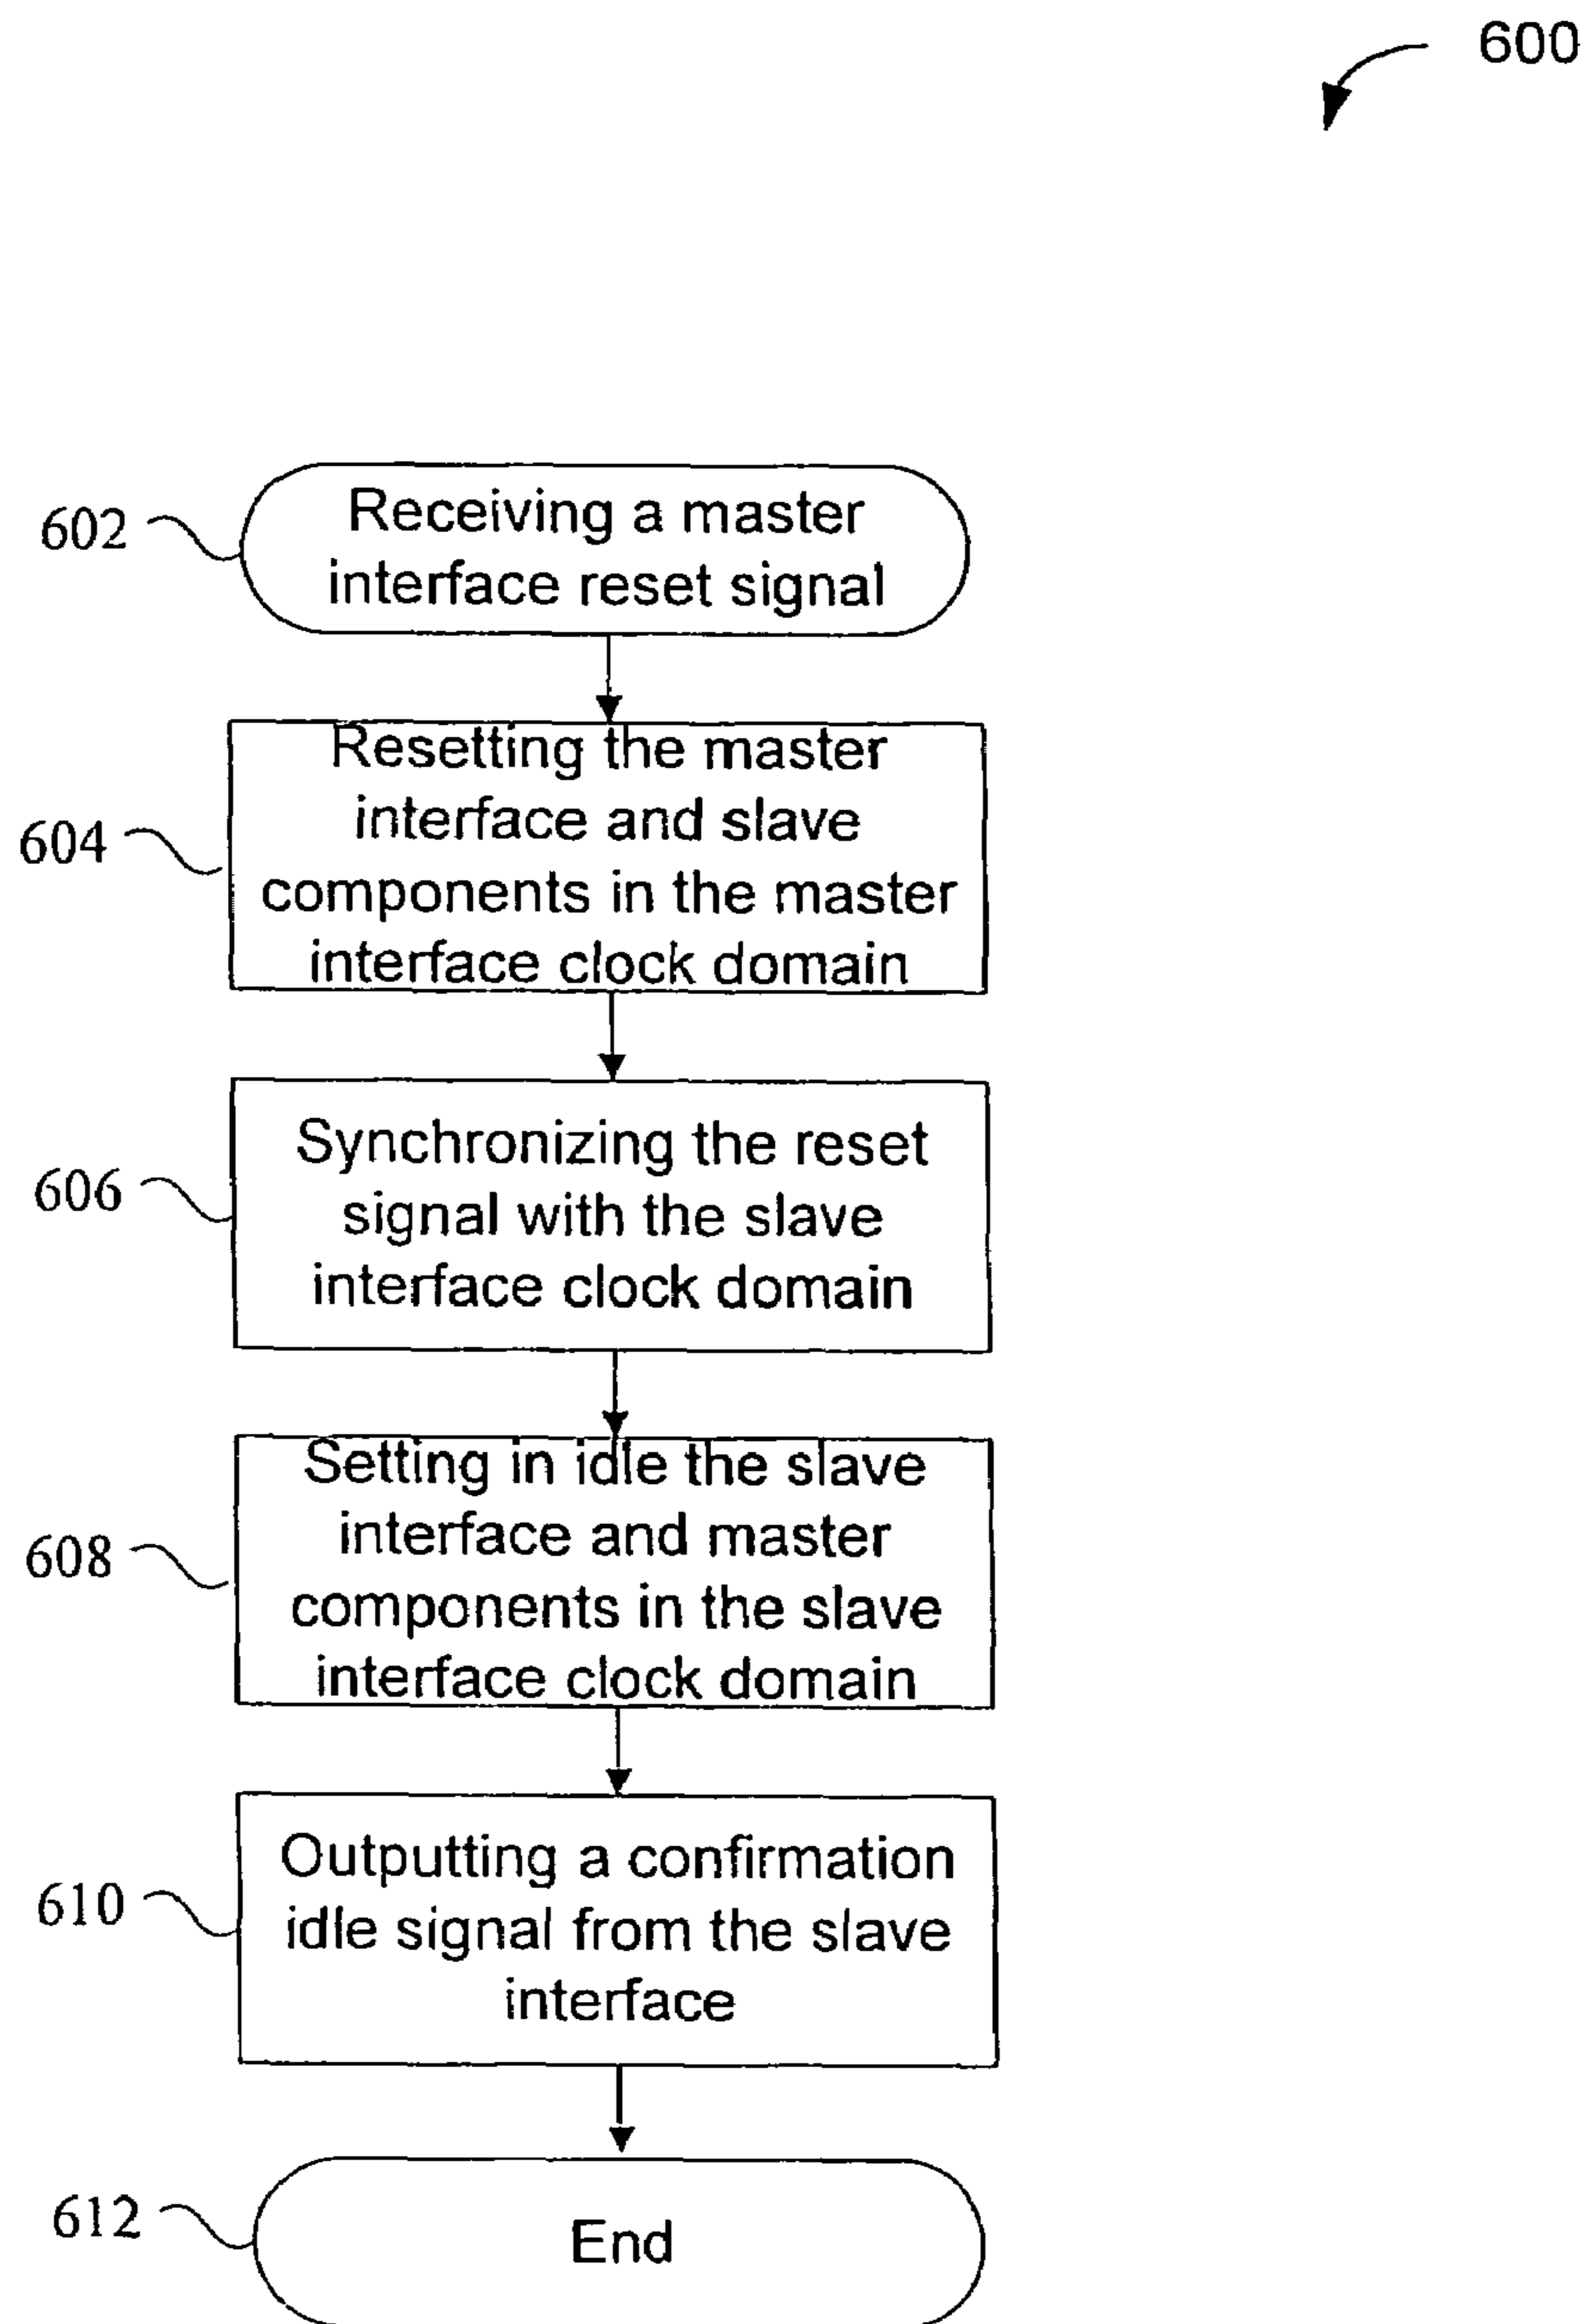 600
602
Receiving a master
interface reset signal
604
Resetting the master
interface and slave
components in the master
interface clock domain
606
Synchronizing the reset
signal with the slave
interface clock domain
608
Setting in idle the slave
interface and master
components in the slave
interface clock domain
610
Outputting a confirmation
idle signal from the slave
interface
612
End